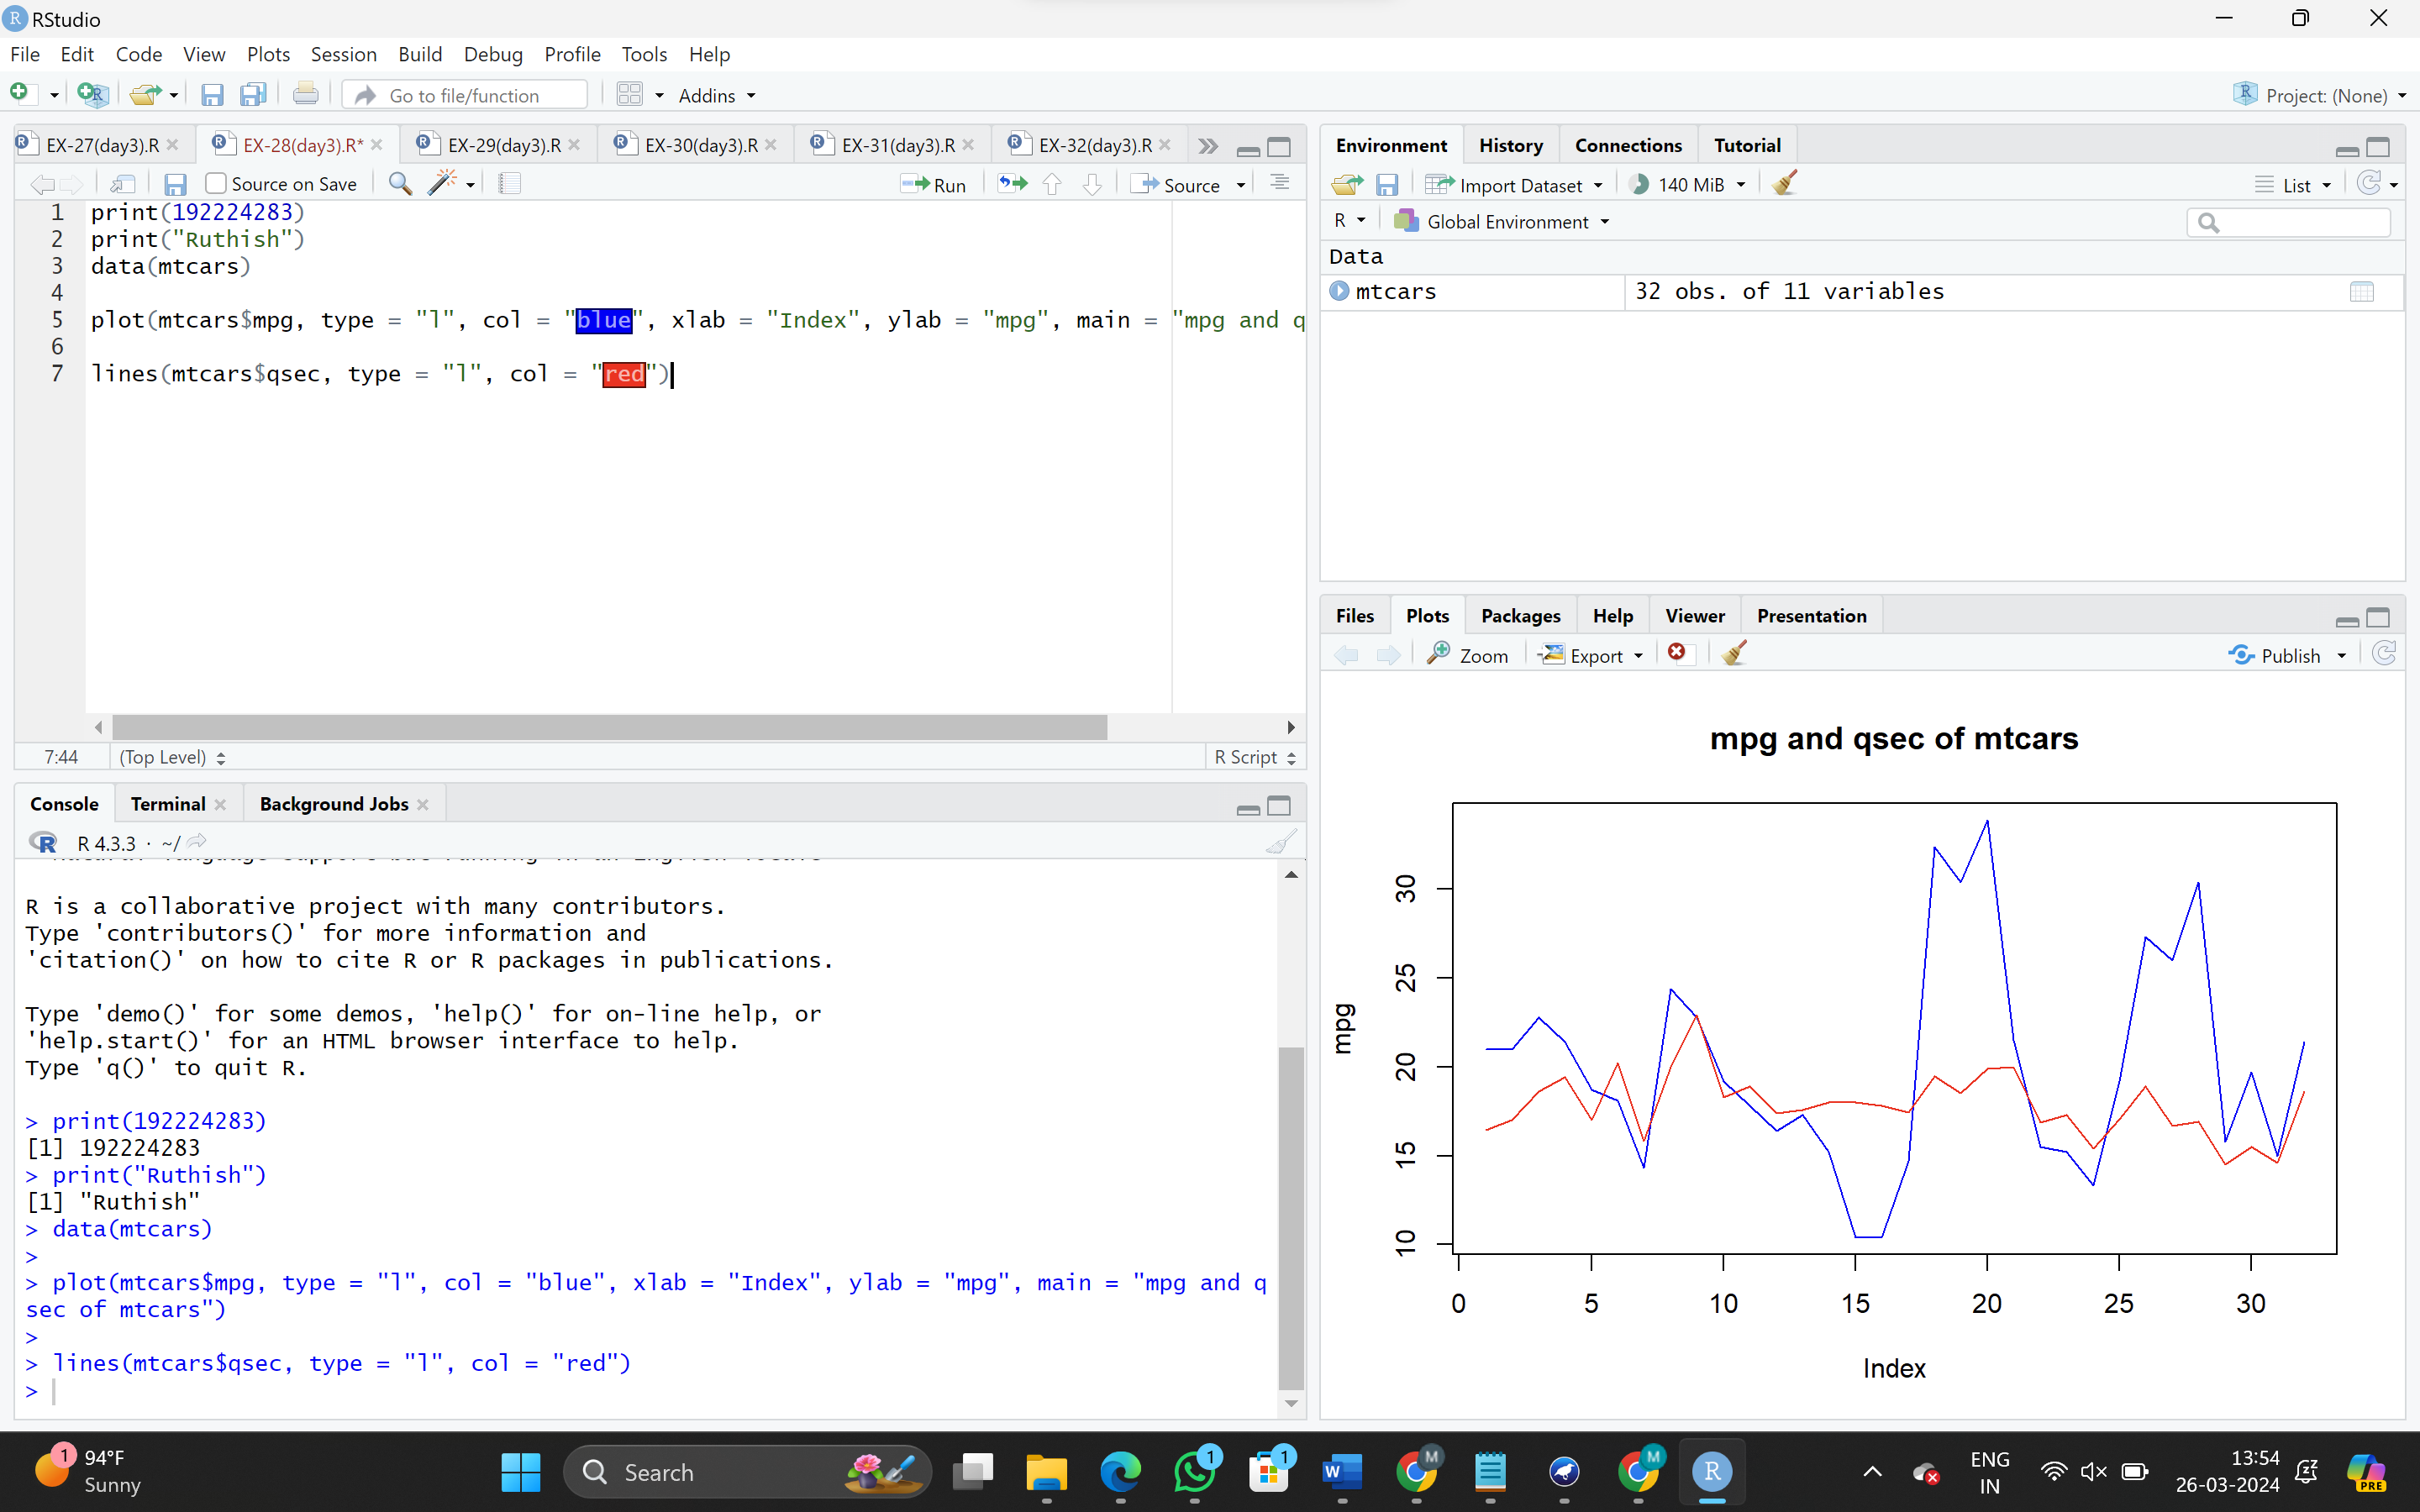 RStudio
File Edit Code View Plots Session Build Debug Profile Tools Help
Go to file/function Addins Project: (None)
EX-27(day3).R EX-28(day3).R* EX-29(day3).R EX-30(day3).R EX-31(day3).R EX-32(day3).R
Source on Save Run Source
1 print(192224283)
2 print("Ruthish")
3 data(mtcars)
4
5 plot(mtcars$mpg, type = "l", col = "blue", xlab = "Index", ylab = "mpg", main = "mpg and q
6
7 lines(mtcars$qsec, type = "l", col = "red")
7:44 (Top Level) R Script
Console Terminal Background Jobs
R 4.3.3 · ~/
R is a collaborative project with many contributors.
Type 'contributors()' for more information and
'citation()' on how to cite R or R packages in publications.
Type 'demo()' for some demos, 'help()' for on-line help, or
'help.start()' for an HTML browser interface to help.
Type 'q()' to quit R.
> print(192224283)
[1] 192224283
> print("Ruthish")
[1] "Ruthish"
> data(mtcars)
>
> plot(mtcars$mpg, type = "l", col = "blue", xlab = "Index", ylab = "mpg", main = "mpg and q
sec of mtcars")
>
> lines(mtcars$qsec, type = "l", col = "red")
>
Environment History Connections Tutorial
Import Dataset 140 MiB List
R Global Environment
Data
mtcars 32 obs. of 11 variables
Files Plots Packages Help Viewer Presentation
Zoom Export Publish
mpg and qsec of mtcars
mpg
30
25
20
15
10
0 5 10 15 20 25 30
Index
1 94°F
Sunny
Search
1 1 W M M R
ENG
IN
13:54
26-03-2024
PRE